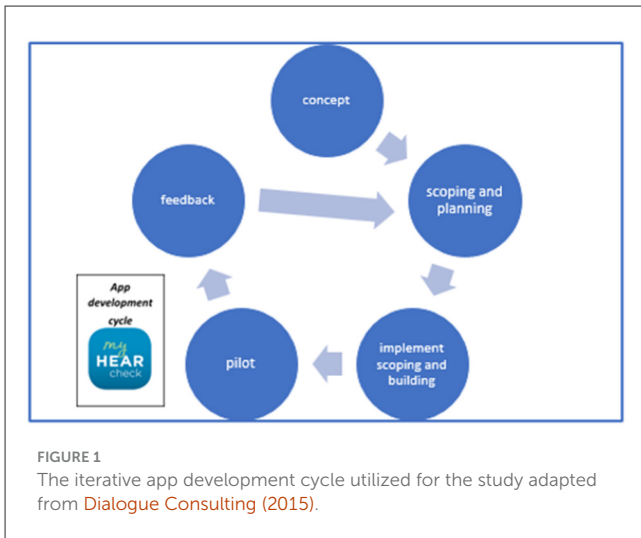 concept
feedback
scoping and
planning
App
development
cycle
my
HEAR
check
pilot
implement
scoping and
building
FIGURE 1
The iterative app development cycle utilized for the study adapted
from Dialogue Consulting (2015).